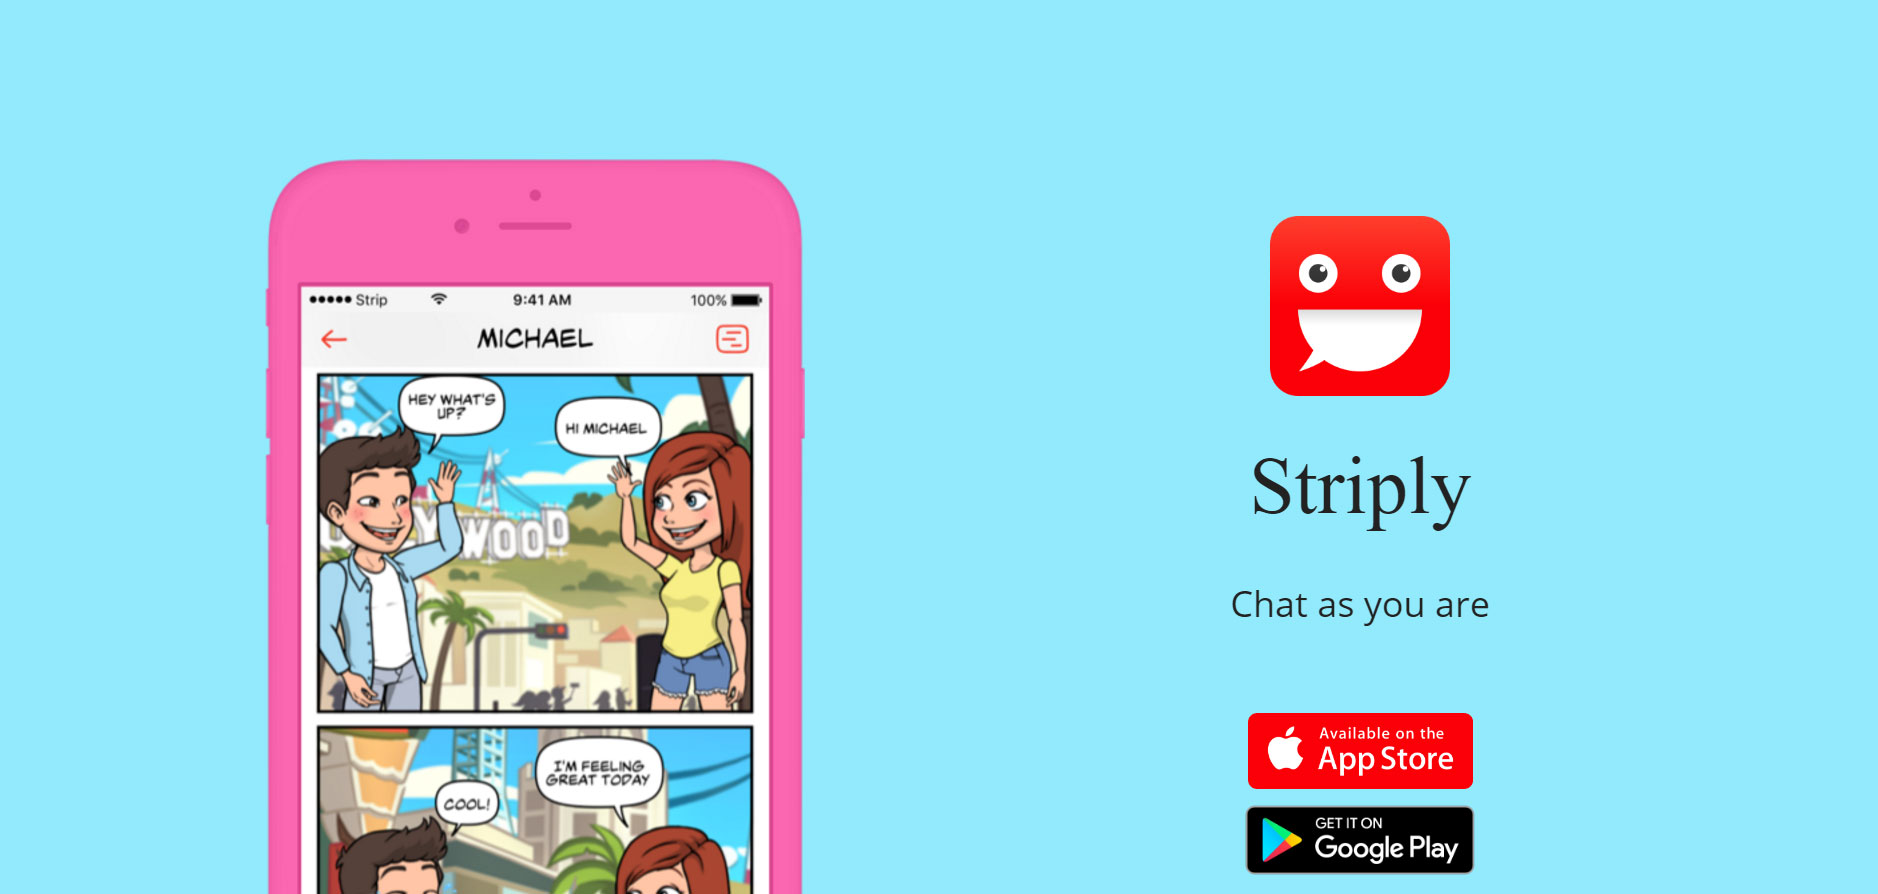 Strip 9:41 AM 100%
MICHAEL
HEY WHAT'S
UP?
HI MICHAEL
WOOD
I'M FEELING
GREAT TODAY
COOL!
Striply
Chat as you are
Available on the
App Store
GET IT ON
Google Play